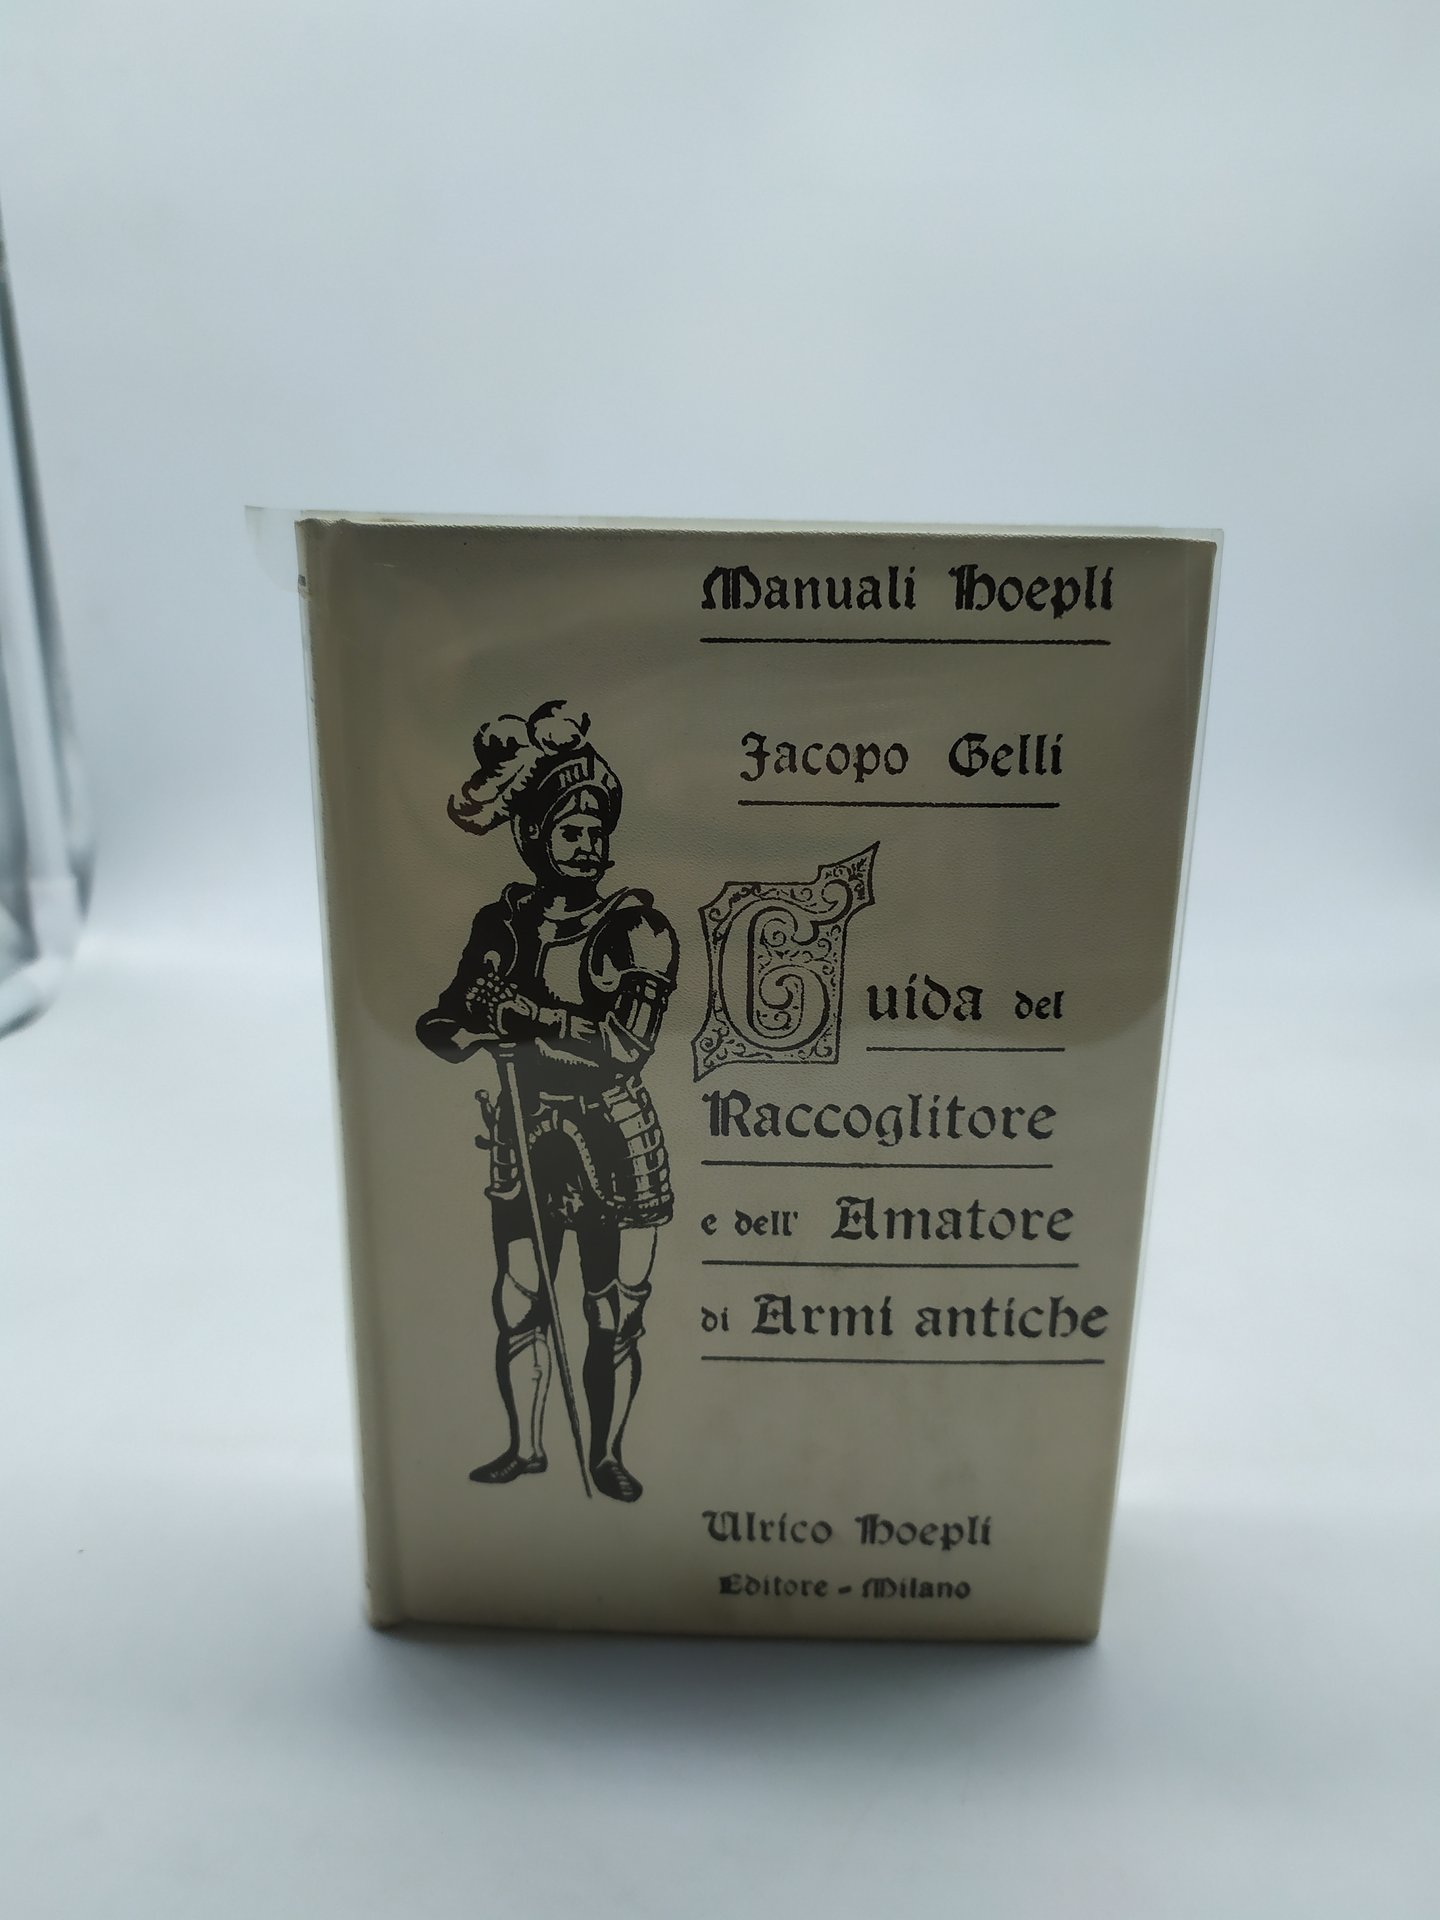 Manuali Hoepli
Jacopo Gelli
Guida del
Raccoglitore
e dell' Amatore
di Armi antiche
Ulrico Hoepli
Editore - Milano